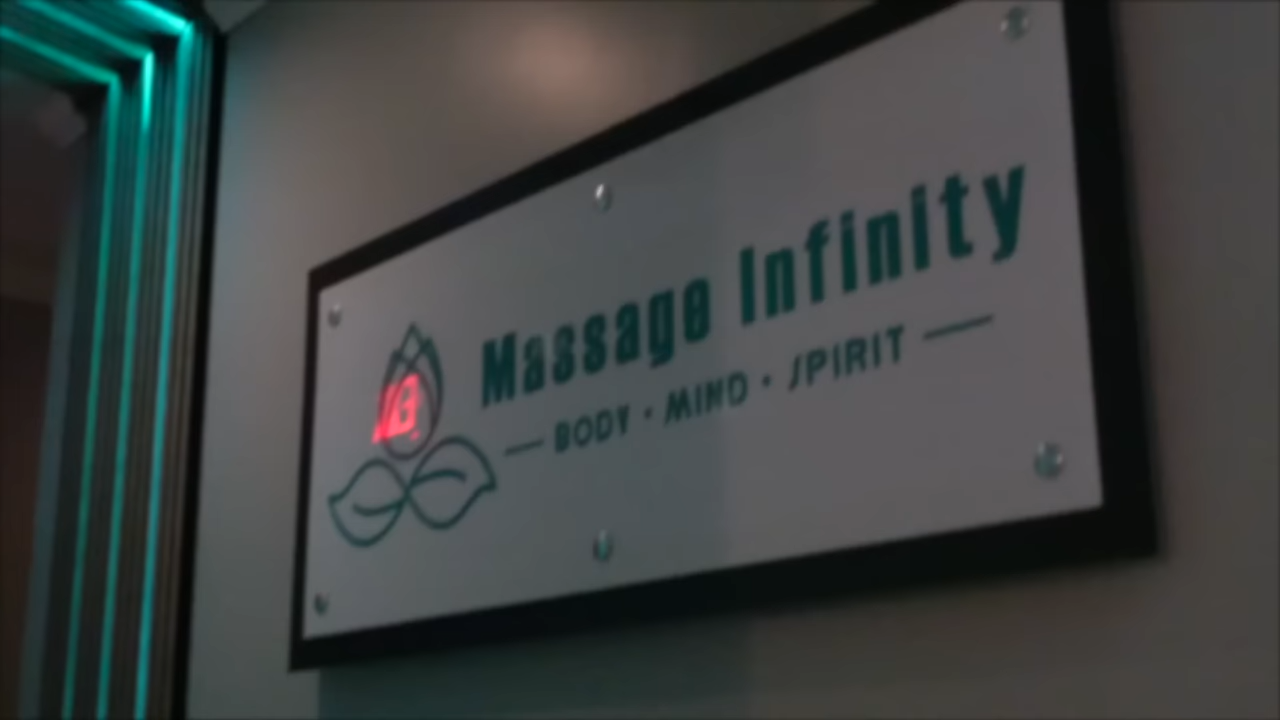 Massage Infinity
— BODY · MIND · SPIRIT —